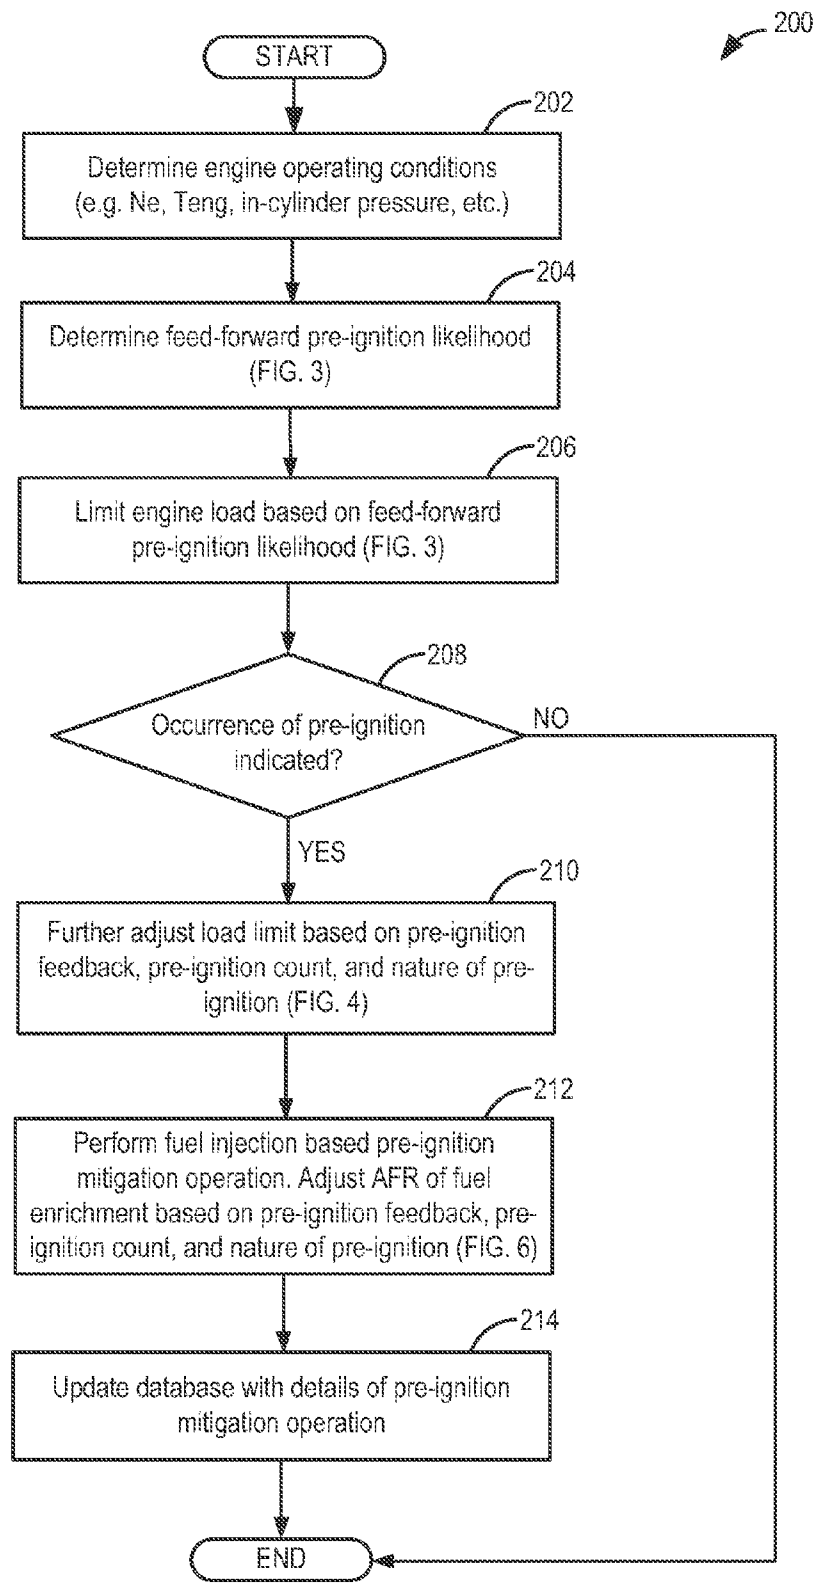 200
START
202
Determine engine operating conditions
(e.g. Ne, Teng, in-cylinder pressure, etc.)
204
Determine feed-forward pre-ignition likelihood
(FIG. 3)
206
Limit engine load based on feed-forward
pre-ignition likelihood (FIG. 3)
208
Occurrence of pre-ignition
indicated?
NO
YES
210
Further adjust load limit based on pre-ignition
feedback, pre-ignition count, and nature of pre-
ignition (FIG. 4)
212
Perform fuel injection based pre-ignition
mitigation operation. Adjust AFR of fuel
enrichment based on pre-ignition feedback, pre-
ignition count, and nature of pre-ignition (FIG. 6)
214
Update database with details of pre-ignition
mitigation operation
END